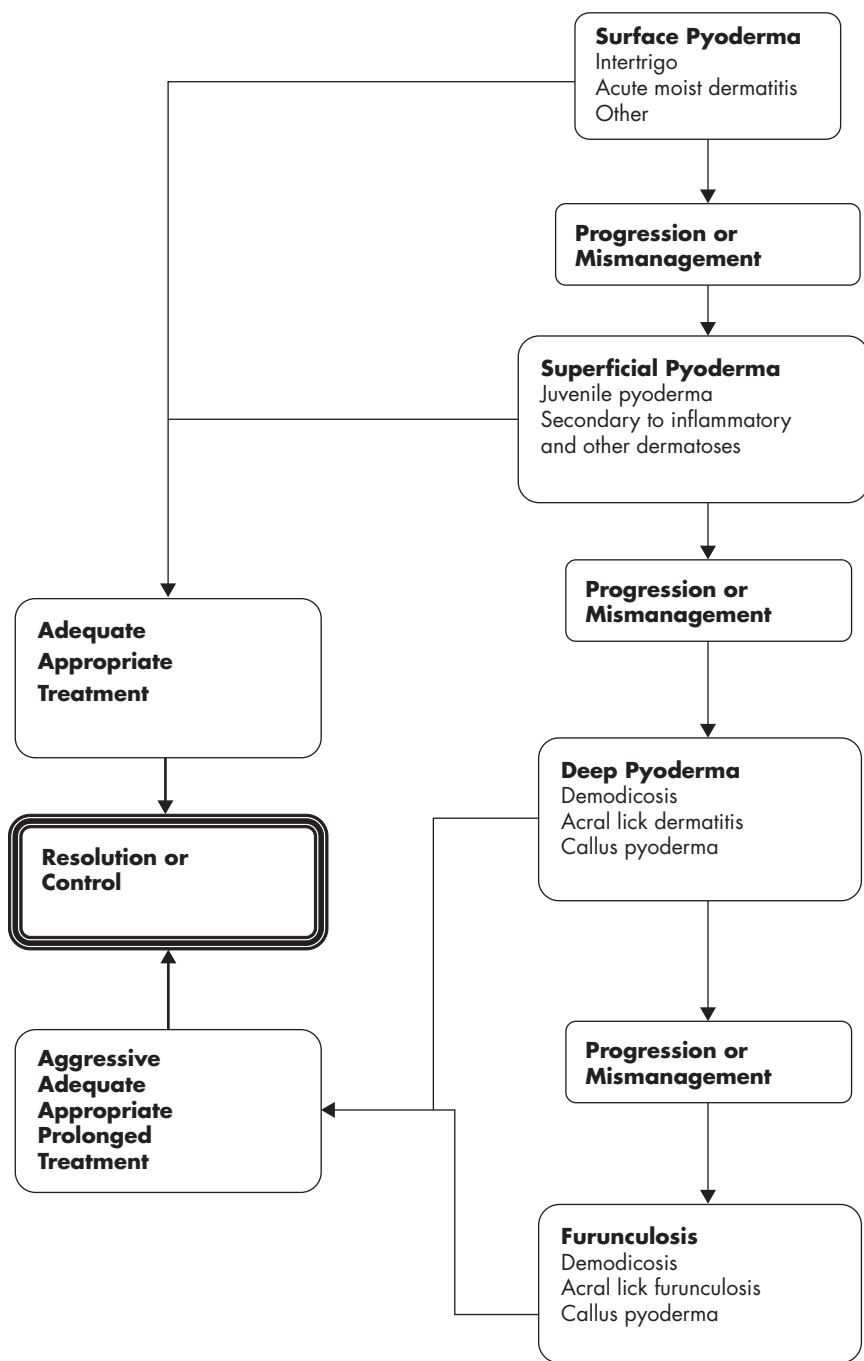 Surface Pyoderma
Intertrigo
Acute moist dermatitis
Other
Progression or
Mismanagement
Superficial Pyoderma
Juvenile pyoderma
Secondary to inflammatory
and other dermatoses
Progression or
Mismanagement
Adequate
Appropriate
Treatment
Deep Pyoderma
Demodicosis
Acral lick dermatitis
Callus pyoderma
Resolution or
Control
Aggressive
Adequate
Appropriate
Prolonged
Treatment
Progression or
Mismanagement
Furunculosis
Demodicosis
Acral lick furunculosis
Callus pyoderma